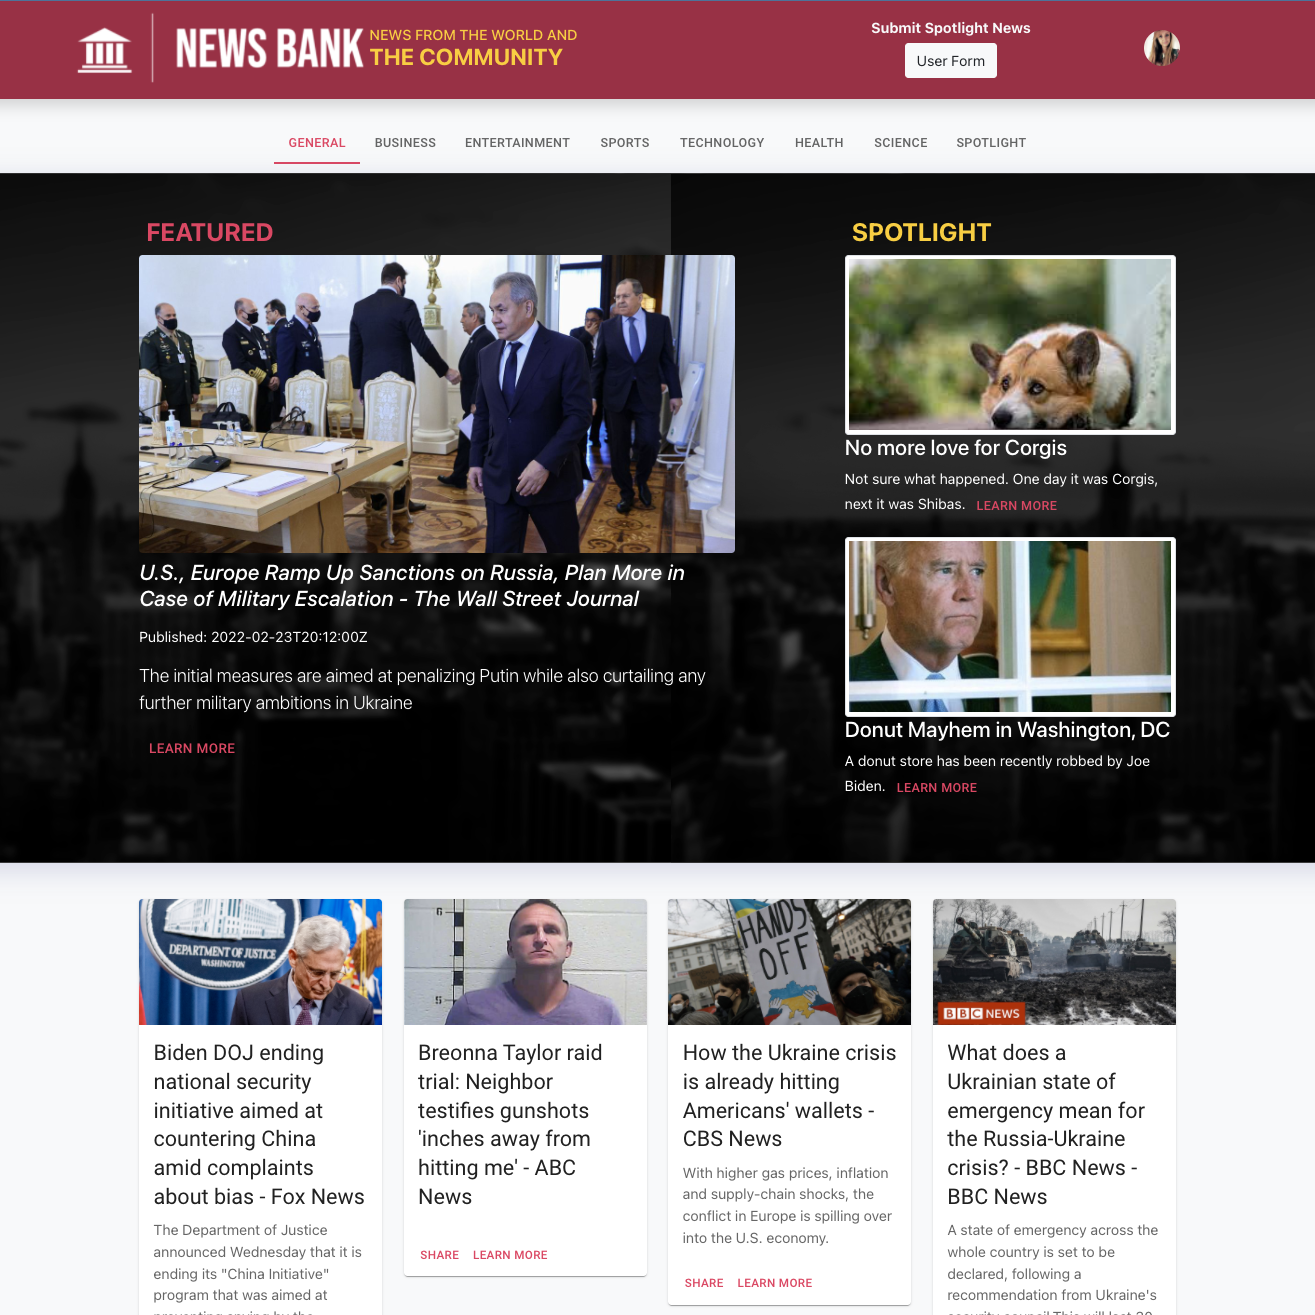 NEWS BANK
NEWS FROM THE WORLD AND
THE COMMUNITY
Submit Spotlight News
User Form
GENERAL BUSINESS ENTERTAINMENT SPORTS TECHNOLOGY HEALTH SCIENCE SPOTLIGHT
FEATURED
U.S., Europe Ramp Up Sanctions on Russia, Plan More in
Case of Military Escalation - The Wall Street Journal
Published: 2022-02-23T20:12:00Z
The initial measures are aimed at penalizing Putin while also curtailing any
further military ambitions in Ukraine
LEARN MORE
SPOTLIGHT
No more love for Corgis
Not sure what happened. One day it was Corgis,
next it was Shibas. LEARN MORE
Donut Mayhem in Washington, DC
A donut store has been recently robbed by Joe
Biden. LEARN MORE
DEPARTMENT OF JUSTICE
WASHINGTON
Biden DOJ ending
national security
initiative aimed at
countering China
amid complaints
about bias - Fox News
The Department of Justice
announced Wednesday that it is
ending its "China Initiative"
program that was aimed at
6
5
Breonna Taylor raid
trial: Neighbor
testifies gunshots
'inches away from
hitting me' - ABC
News
SHARE LEARN MORE
HANDS
OFF
How the Ukraine crisis
is already hitting
Americans' wallets -
CBS News
With higher gas prices, inflation
and supply-chain shocks, the
conflict in Europe is spilling over
into the U.S. economy.
SHARE LEARN MORE
BBC NEWS
What does a
Ukrainian state of
emergency mean for
the Russia-Ukraine
crisis? - BBC News -
BBC News
A state of emergency across the
whole country is set to be
declared, following a
recommendation from Ukraine's